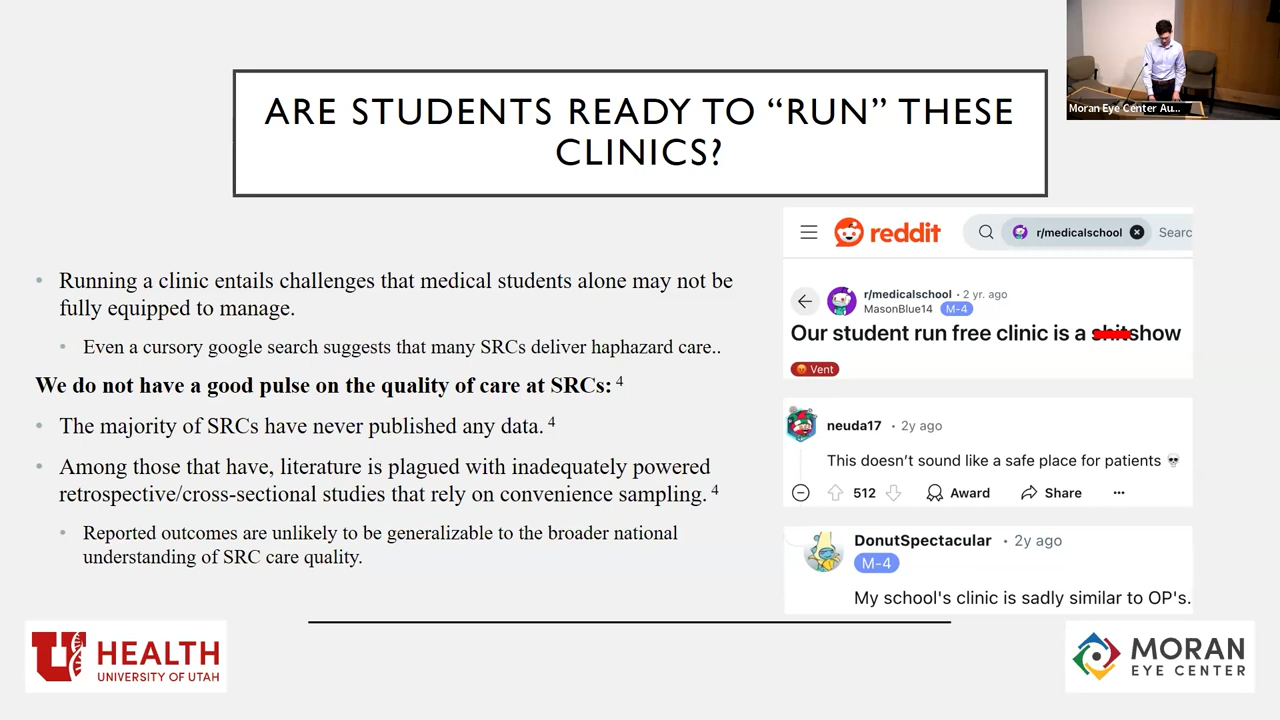 ARE STUDENTS READY TO “RUN” THESE
CLINICS?
Moran Eye Center Au...
• Running a clinic entails challenges that medical students alone may not be
fully equipped to manage.
• Even a cursory google search suggests that many SRCs deliver haphazard care..
We do not have a good pulse on the quality of care at SRCs: 4
• The majority of SRCs have never published any data. 4
• Among those that have, literature is plagued with inadequately powered
retrospective/cross-sectional studies that rely on convenience sampling. 4
• Reported outcomes are unlikely to be generalizable to the broader national
understanding of SRC care quality.
reddit
r/medicalschool
Searc
r/medicalschool • 2 yr. ago
MasonBlue14 M-4
Our student run free clinic is a shitshow
Vent
neuda17 • 2y ago
This doesn’t sound like a safe place for patients 💀
512 Award Share ...
DonutSpectacular • 2y ago
M-4
My school's clinic is sadly similar to OP's.
U HEALTH
UNIVERSITY OF UTAH
MORAN
EYE CENTER